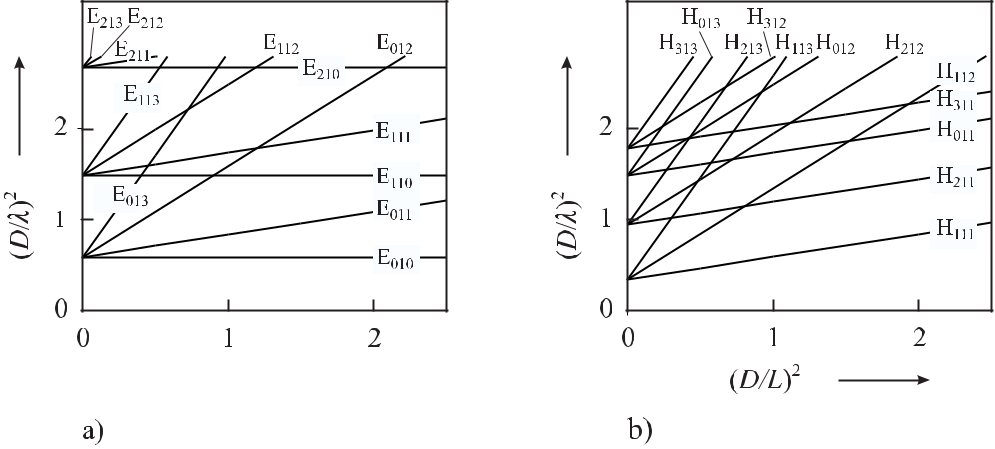 E₂₁₃ E₂₁₂
E₂₁₁
E₁₁₂
E₀₁₂
E₂₁₀
E₁₁₃
E₁₁₁
E₁₁₀
E₀₁₃
E₀₁₁
E₀₁₀
(D/λ)²
2
1
0
0
1
2
a)
H₀₁₃ H₃₁₂
H₃₁₃ H₂₁₃ H₁₁₃ H₀₁₂ H₂₁₂
H₁₁₂
H₃₁₁
H₀₁₁
H₂₁₁
H₁₁₁
(D/λ)²
2
1
0
0
1
2
(D/L)²
b)